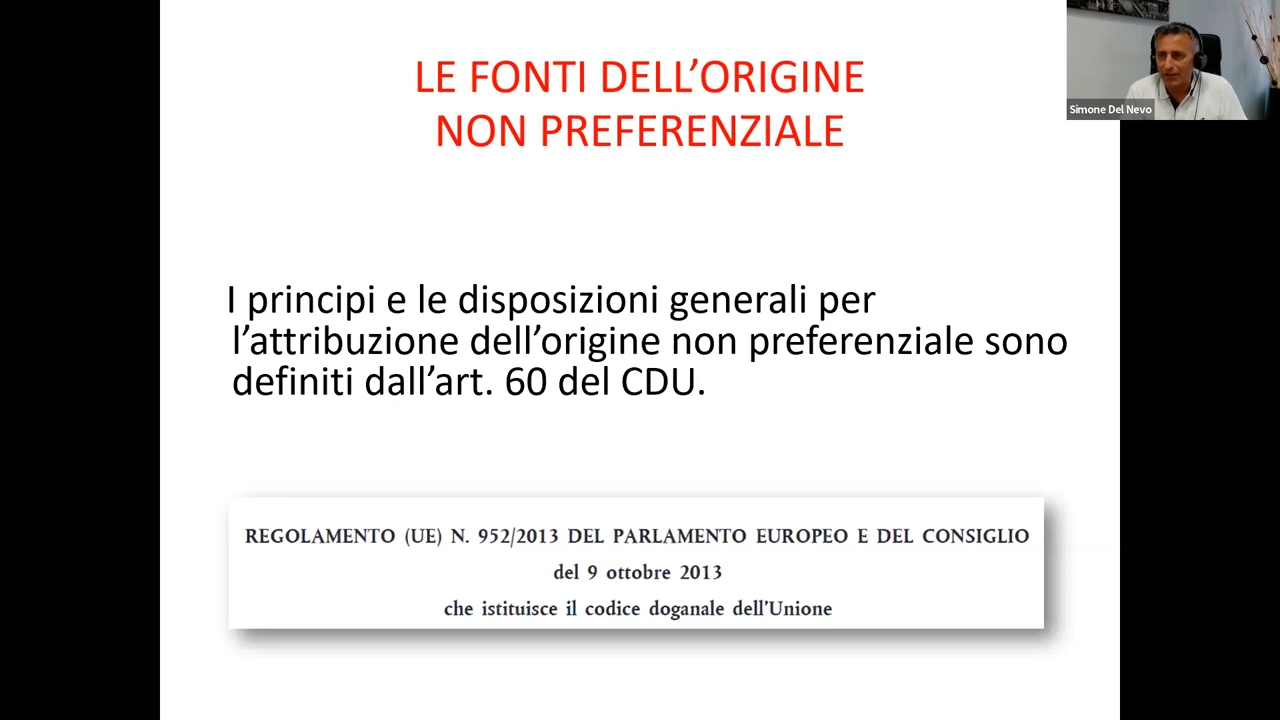 LE FONTI DELL’ORIGINE
NON PREFERENZIALE
Simone Del Nevo
I principi e le disposizioni generali per
l’attribuzione dell’origine non preferenziale sono
definiti dall’art. 60 del CDU.
REGOLAMENTO (UE) N. 952/2013 DEL PARLAMENTO EUROPEO E DEL CONSIGLIO
del 9 ottobre 2013
che istituisce il codice doganale dell’Unione